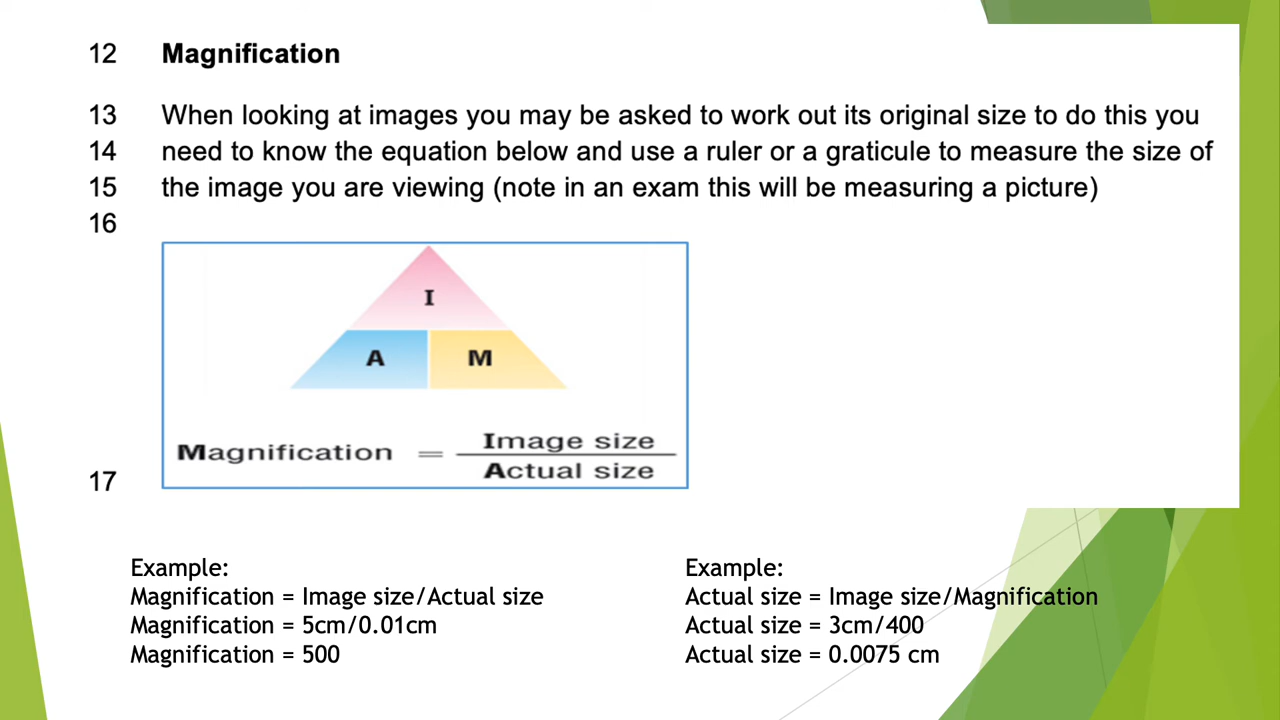 12 Magnification
13 When looking at images you may be asked to work out its original size to do this you
14 need to know the equation below and use a ruler or a graticule to measure the size of
15 the image you are viewing (note in an exam this will be measuring a picture)
16
I
A M
Magnification = Image size
Actual size
17
Example:
Magnification = Image size/Actual size
Magnification = 5cm/0.01cm
Magnification = 500
Example:
Actual size = Image size/Magnification
Actual size = 3cm/400
Actual size = 0.0075 cm